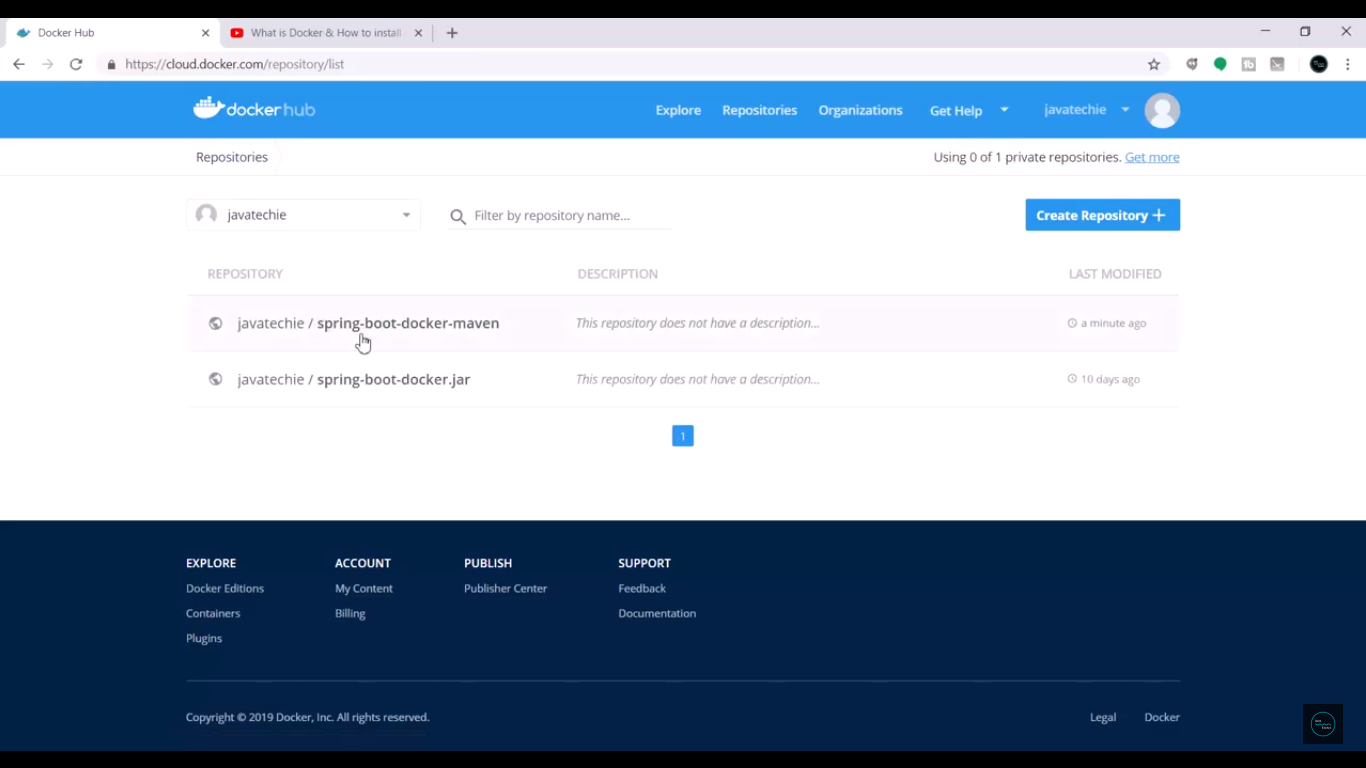 Docker Hub
What is Docker & How to install
https://cloud.docker.com/repository/list
dockerhub
Explore Repositories Organizations Get Help javatechie
Repositories
Using 0 of 1 private repositories. Get more
javatechie
Filter by repository name...
Create Repository +
REPOSITORY DESCRIPTION LAST MODIFIED
javatechie / spring-boot-docker-maven This repository does not have a description... a minute ago
javatechie / spring-boot-docker.jar This repository does not have a description... 10 days ago
1
EXPLORE ACCOUNT PUBLISH SUPPORT
Docker Editions My Content Publisher Center Feedback
Containers Billing Documentation
Plugins
Copyright © 2019 Docker, Inc. All rights reserved.
Legal Docker